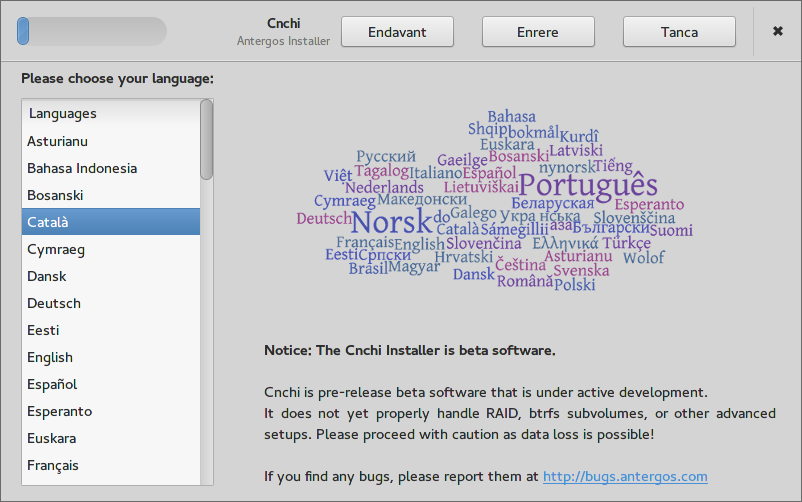 Cnchi
Antergos Installer
Endavant
Enrere
Tanca
Please choose your language:
Languages
Asturianu
Bahasa Indonesia
Bosanski
Català
Cymraeg
Dansk
Deutsch
Eesti
English
Español
Esperanto
Euskara
Français
Bahasa
Shqip bokmål Kurdî
Euskara
Русский Gaeilge Bosanski Latviski
Việt Tagalog Italiano Español nynorsk Tiếng
Nederlands Lietuviškai Português
Cymraeg Македонски Беларуская Esperanto
Deutsch Norsk do Galego Укра нська Slovenščina
Català Sámegillii аза Български Suomi
Français English Slovenčina Ελληνικά Türkçe
Eesti Српски Hrvatski Asturianu Wolof
Brasil Magyar Čeština Svenska
Dansk Română Polski
Notice: The Cnchi Installer is beta software.
Cnchi is pre-release beta software that is under active development.
It does not yet properly handle RAID, btrfs subvolumes, or other advanced
setups. Please proceed with caution as data loss is possible!
If you find any bugs, please report them at http://bugs.antergos.com